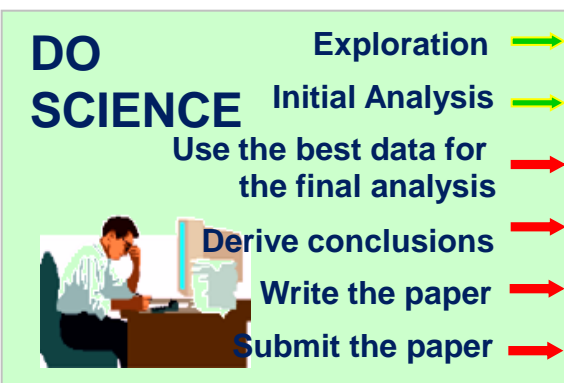 DO
SCIENCE
Exploration
Initial Analysis
Use the best data for
the final analysis
Derive conclusions
Write the paper
Submit the paper